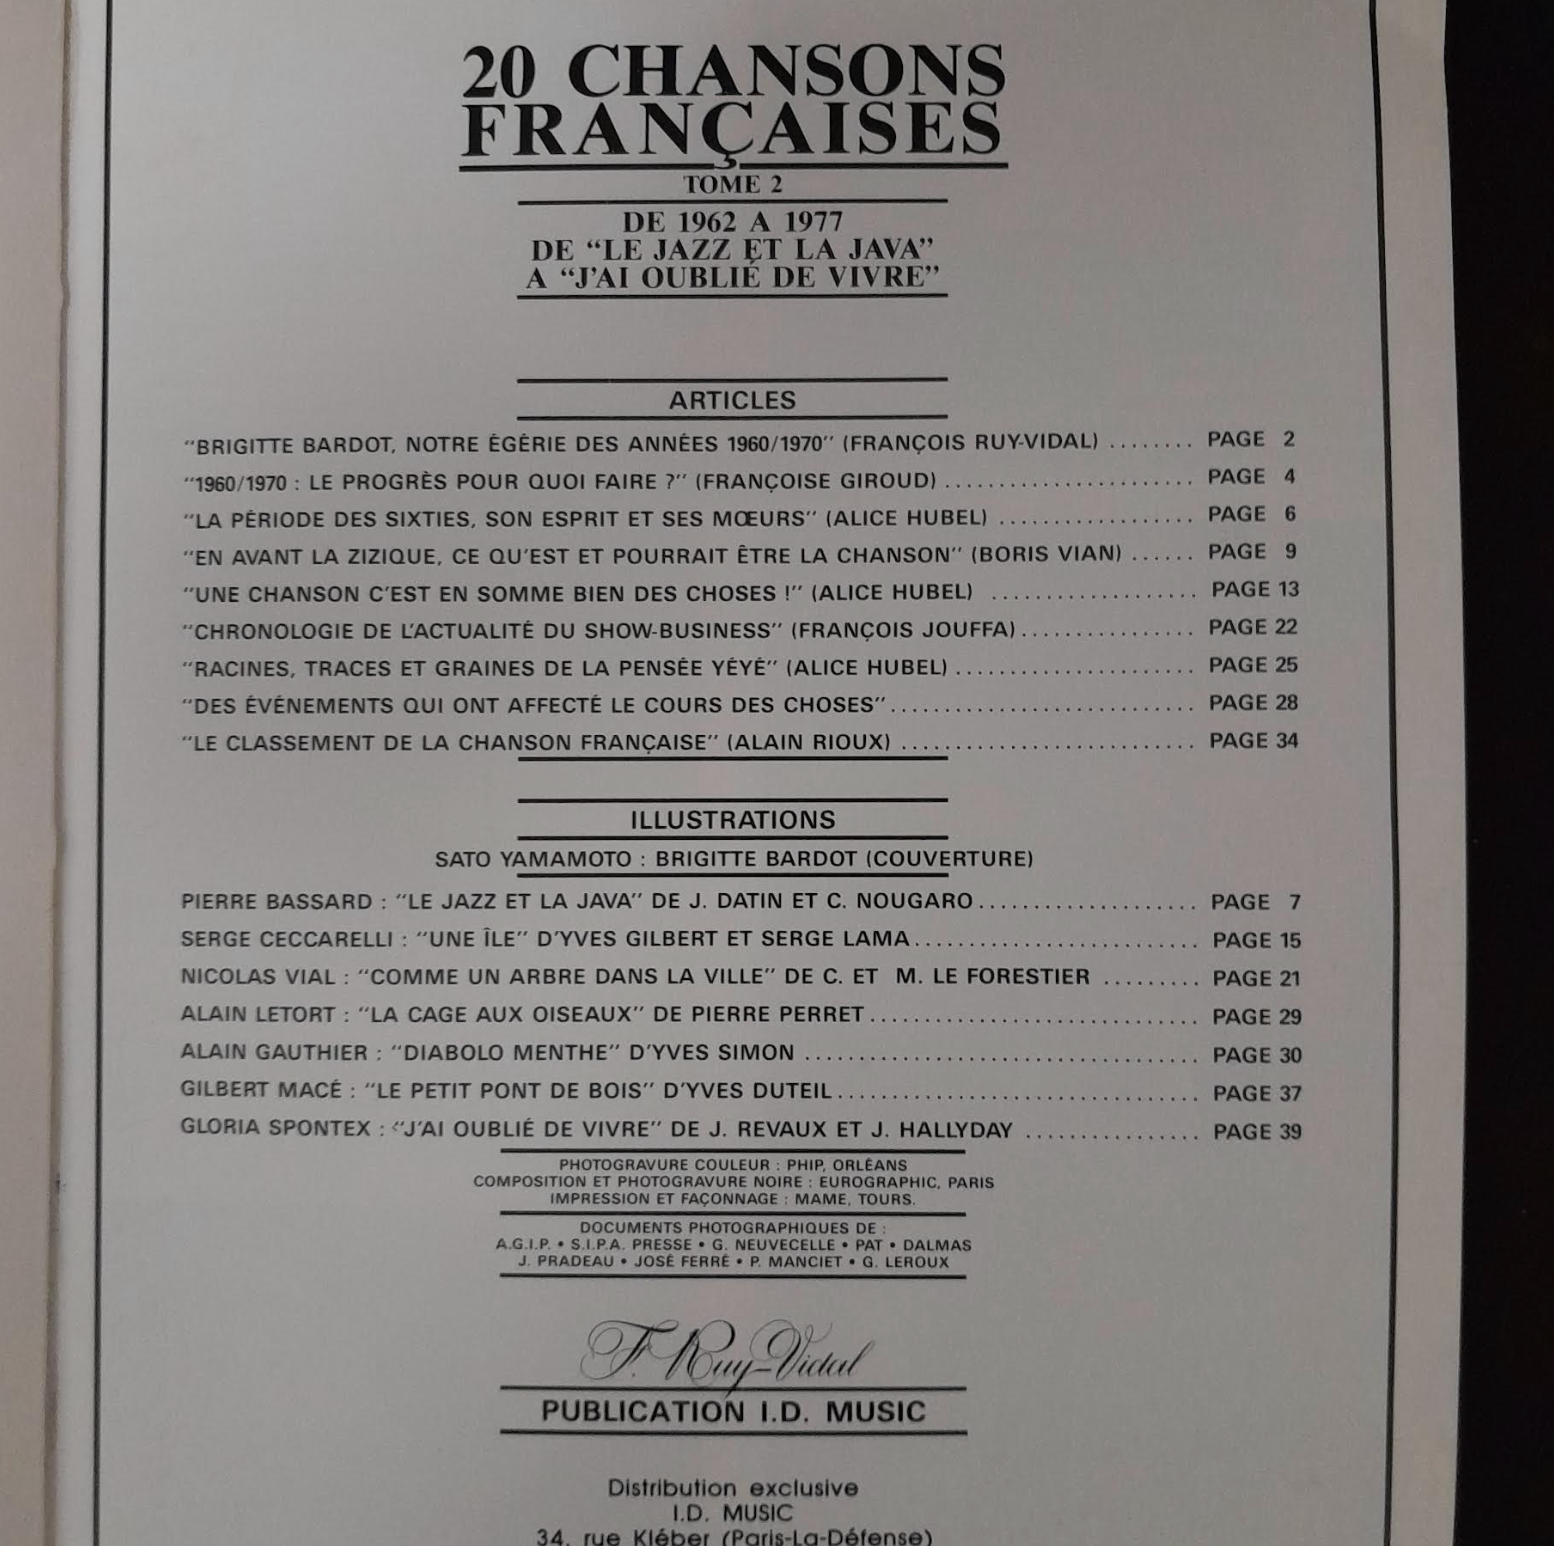 20 CHANSONS
FRANÇAISES
TOME 2
DE 1962 A 1977
DE “LE JAZZ ET LA JAVA”
A “J’AI OUBLIÉ DE VIVRE”
ARTICLES
“BRIGITTE BARDOT, NOTRE ÉGÉRIE DES ANNÉES 1960/1970” (FRANÇOIS RUY-VIDAL) ........ PAGE 2
“1960/1970 : LE PROGRÈS POUR QUOI FAIRE ?” (FRANÇOISE GIROUD) ........................ PAGE 4
“LA PÉRIODE DES SIXTIES, SON ESPRIT ET SES MŒURS” (ALICE HUBEL) ................... PAGE 6
“EN AVANT LA ZIZIQUE, CE QU’EST ET POURRAIT ÊTRE LA CHANSON” (BORIS VIAN) ...... PAGE 9
“UNE CHANSON C’EST EN SOMME BIEN DES CHOSES !” (ALICE HUBEL) .................... PAGE 13
“CHRONOLOGIE DE L’ACTUALITÉ DU SHOW-BUSINESS” (FRANÇOIS JOUFFA)................. PAGE 22
“RACINES, TRACES ET GRAINES DE LA PENSÉE YÉYÉ” (ALICE HUBEL) ....................... PAGE 25
“DES ÉVÉNEMENTS QUI ONT AFFECTÉ LE COURS DES CHOSES”............................. PAGE 28
“LE CLASSEMENT DE LA CHANSON FRANÇAISE” (ALAIN RIOUX) ............................ PAGE 34
ILLUSTRATIONS
SATO YAMAMOTO : BRIGITTE BARDOT (COUVERTURE)
PIERRE BASSARD : “LE JAZZ ET LA JAVA” DE J. DATIN ET C. NOUGARO..................... PAGE 7
SERGE CECCARELLI : “UNE ÎLE” D’YVES GILBERT ET SERGE LAMA........................... PAGE 15
NICOLAS VIAL : “COMME UN ARBRE DANS LA VILLE” DE C. ET M. LE FORESTIER ......... PAGE 21
ALAIN LETORT : “LA CAGE AUX OISEAUX” DE PIERRE PERRET................................ PAGE 29
ALAIN GAUTHIER : “DIABOLO MENTHE” D’YVES SIMON ...................................... PAGE 30
GILBERT MACÉ : “LE PETIT PONT DE BOIS” D’YVES DUTEIL................................... PAGE 37
GLORIA SPONTEX : “J’AI OUBLIÉ DE VIVRE” DE J. REVAUX ET J. HALLYDAY ................. PAGE 39
PHOTOGRAVURE COULEUR : PHIP, ORLÉANS
COMPOSITION ET PHOTOGRAVURE NOIRE : EUROGRAPHIC, PARIS
IMPRESSION ET FAÇONNAGE : MAME, TOURS.
DOCUMENTS PHOTOGRAPHIQUES DE :
A.G.I.P. • S.I.P.A. PRESSE • G. NEUVECELLE • PAT • DALMAS
J. PRADEAU • JOSÉ FERRÉ • P. MANCIET • G. LEROUX
F. Ruy-Vidal
PUBLICATION I.D. MUSIC
Distribution exclusive
I.D. MUSIC
34, rue Kléber (Paris-La-Défense)